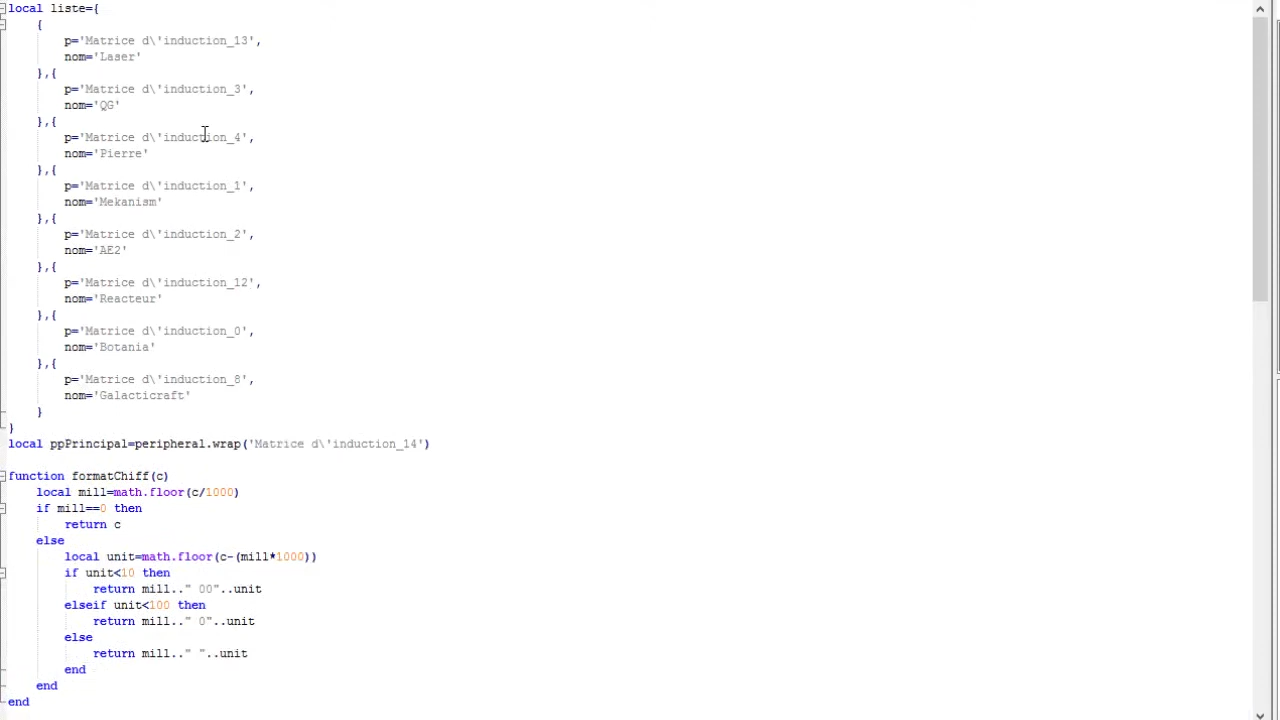 local liste={
{
p='Matrice d\'induction_13',
nom='Laser'
},{
p='Matrice d\'induction_3',
nom='QG'
},{
p='Matrice d\'induction_4',
nom='Pierre'
},{
p='Matrice d\'induction_1',
nom='Mekanism'
},{
p='Matrice d\'induction_2',
nom='AE2'
},{
p='Matrice d\'induction_12',
nom='Reacteur'
},{
p='Matrice d\'induction_0',
nom='Botania'
},{
p='Matrice d\'induction_8',
nom='Galacticraft'
}
}
local ppPrincipal=peripheral.wrap('Matrice d\'induction_14')
function formatChiff(c)
local mill=math.floor(c/1000)
if mill==0 then
return c
else
local unit=math.floor(c-(mill*1000))
if unit<10 then
return mill.." 00"..unit
elseif unit<100 then
return mill.." 0"..unit
else
return mill.." "..unit
end
end
end